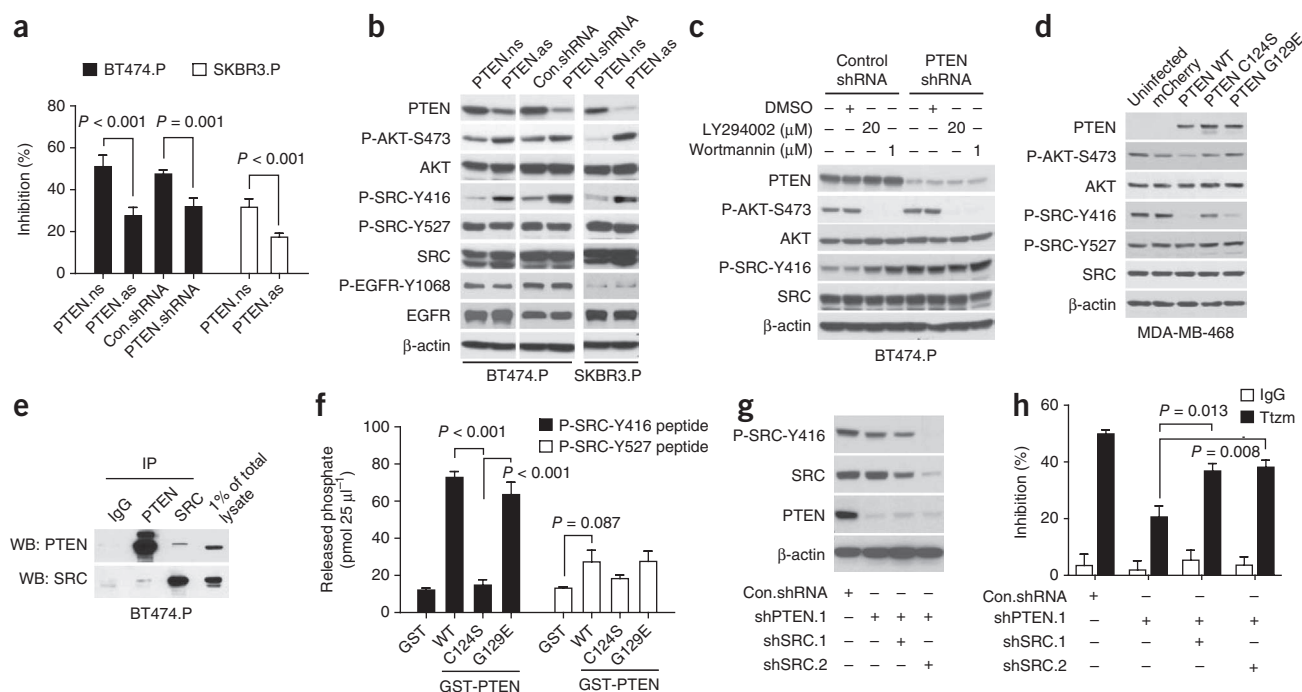 a
BT474.P SKBR3.P
Inhibition (%)
80
60
40
20
0
P < 0.001
P = 0.001
P < 0.001
PTEN.ns
PTEN.as
Con.shRNA
PTEN.shRNA
PTEN.ns
PTEN.as
b
PTEN.ns
PTEN.as
Con.shRNA
PTEN.shRNA
PTEN.ns
PTEN.as
PTEN
P-AKT-S473
AKT
P-SRC-Y416
P-SRC-Y527
SRC
P-EGFR-Y1068
EGFR
β-actin
BT474.P SKBR3.P
c
Control shRNA
PTEN shRNA
DMSO – + – – – + – –
LY294002 (μM) – – 20 – – – 20 –
Wortmannin (μM) – – – 1 – – – 1
PTEN
P-AKT-S473
AKT
P-SRC-Y416
SRC
β-actin
BT474.P
d
Uninfected
mCherry
PTEN WT
PTEN C124S
PTEN G129E
PTEN
P-AKT-S473
AKT
P-SRC-Y416
P-SRC-Y527
SRC
β-actin
MDA-MB-468
e
IP
IgG
PTEN
SRC
1% of total
lysate
WB: PTEN
WB: SRC
BT474.P
f
P-SRC-Y416 peptide
P-SRC-Y527 peptide
Released phosphate
(pmol 25 μl⁻¹)
100
80
60
40
20
0
P < 0.001
P < 0.001
P = 0.087
GST
WT
C124S
G129E
GST
WT
C124S
G129E
GST-PTEN GST-PTEN
g
P-SRC-Y416
SRC
PTEN
β-actin
Con.shRNA + – – –
shPTEN.1 – + + +
shSRC.1 – – + –
shSRC.2 – – – +
h
IgG
Ttzm
Inhibition (%)
60
40
20
0
P = 0.013
P = 0.008
Con.shRNA + – – –
shPTEN.1 – + + +
shSRC.1 – – + –
shSRC.2 – – – +